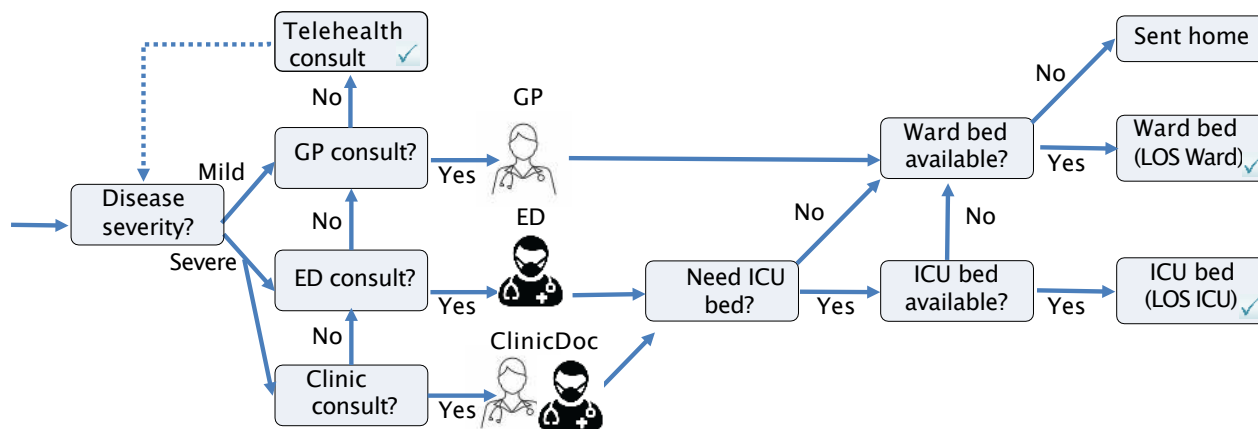 Telehealth
consult
No
GP consult?
Mild
Disease
severity?
No
Severe
ED consult?
No
Clinic
consult?
GP
Yes
ED
Yes
ClinicDoc
Yes
Need ICU
bed?
No
Yes
Ward bed
available?
No
ICU bed
available?
No
Yes
Yes
Sent home
Ward bed
(LOS Ward)
ICU bed
(LOS ICU)